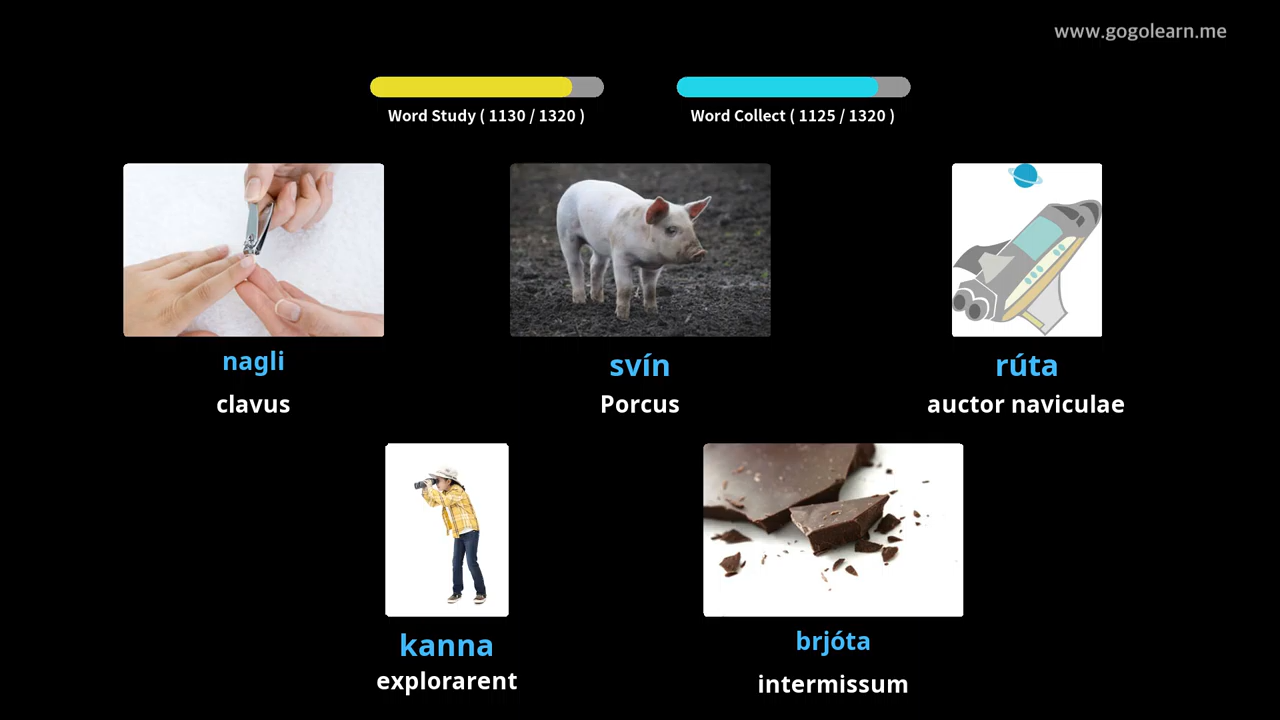 www.gogolearn.me
Word Study ( 1130 / 1320 )
Word Collect ( 1125 / 1320 )
nagli
clavus
svín
Porcus
rúta
auctor naviculae
kanna
explorarent
brjóta
intermissum